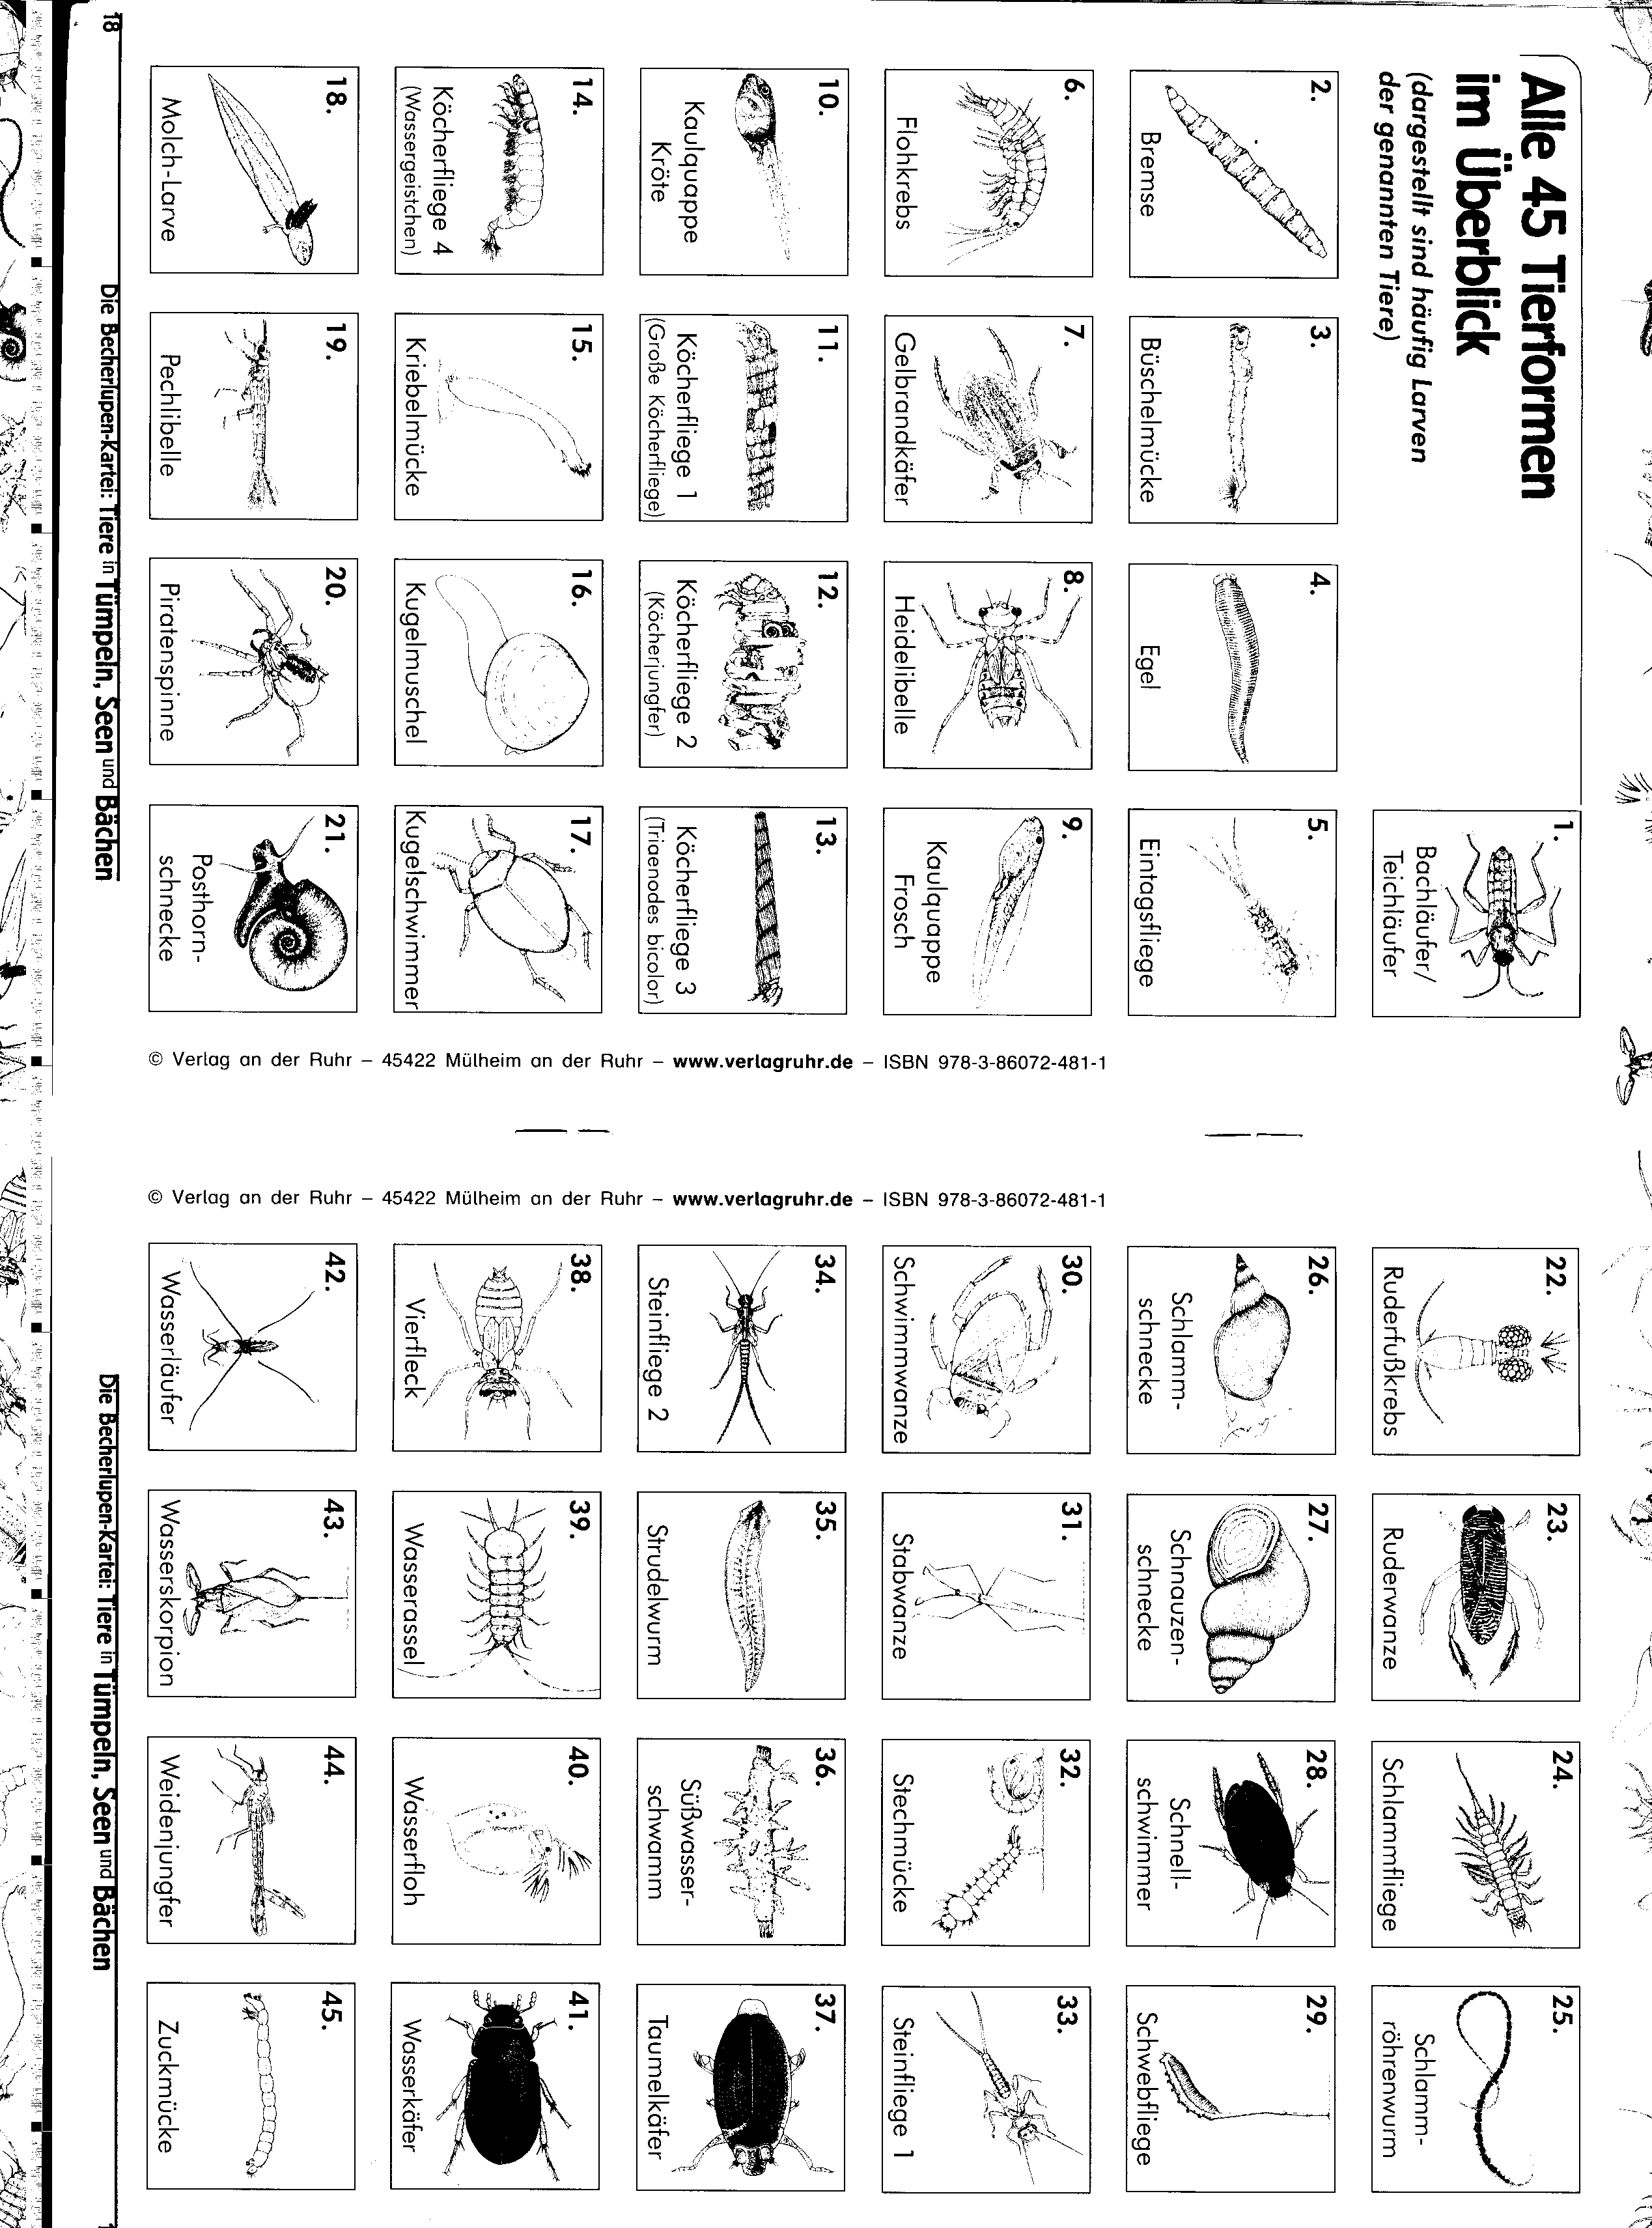 Alle 45 Tierformen
im Überblick
(dargestellt sind häufig Larven
der genannten Tiere)
1.
Bachläufer/
Teichläufer
2.
Bremse
3.
Büschelmücke
4.
Egel
5.
Eintagsfliege
6.
Flohkrebs
7.
Gelbrandkäfer
8.
Heidelibelle
9.
Kaulquappe
Frosch
10.
Kaulquappe
Kröte
11.
Köcherfliege 1
(Große Köcherfliege)
12.
Köcherfliege 2
(Köcherjungfer)
13.
Köcherfliege 3
(Triaenodes bicolor)
14.
Köcherfliege 4
(Wassergeistchen)
15.
Kriebelmücke
16.
Kugelmuschel
17.
Kugelschwimmer
18.
Molch-Larve
19.
Pechlibelle
20.
Piratenspinne
21.
Posthorn-
schnecke
18
Die Becherlupen-Kartei: Tiere in Tümpeln, Seen und Bächen
© Verlag an der Ruhr – 45422 Mülheim an der Ruhr – www.verlagruhr.de – ISBN 978-3-86072-481-1
© Verlag an der Ruhr – 45422 Mülheim an der Ruhr – www.verlagruhr.de – ISBN 978-3-86072-481-1
22.
Ruderfußkrebs
23.
Ruderwanze
24.
Schlammfliege
25.
Schlamm-
röhrenwurm
26.
Schlamm-
schnecke
27.
Schnauzen-
schnecke
28.
Schnell-
schwimmer
29.
Schwebfliege
30.
Schwimmwanze
31.
Stabwanze
32.
Stechmücke
33.
Steinfliege 1
34.
Steinfliege 2
35.
Strudelwurm
36.
Süßwasser-
schwamm
37.
Taumelkäfer
38.
Vierfleck
39.
Wasserassel
40.
Wasserfloh
41.
Wasserkäfer
42.
Wasserläufer
43.
Wasserskorpion
44.
Weidenjungfer
45.
Zuckmücke
Die Becherlupen-Kartei: Tiere in Tümpeln, Seen und Bächen